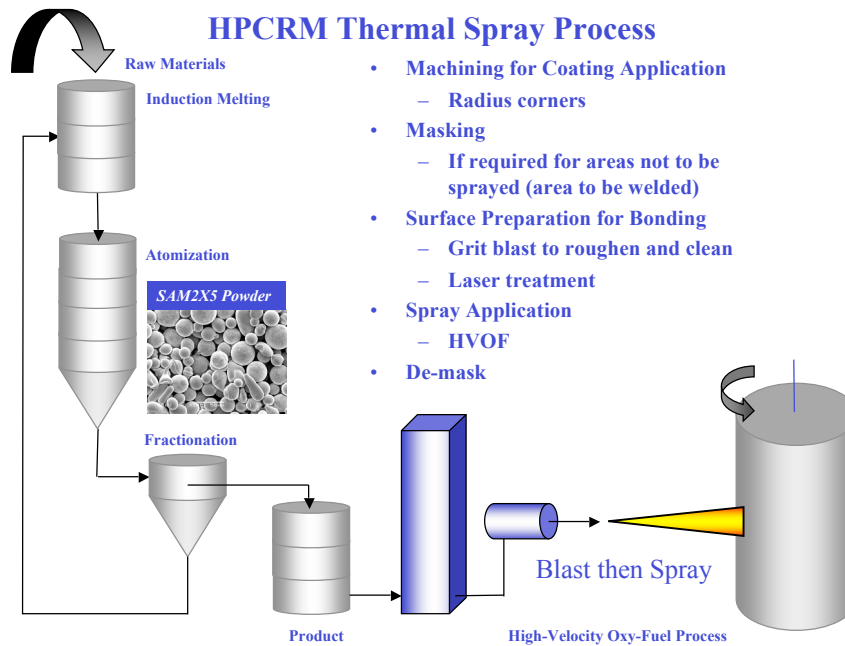 HPCRM Thermal Spray Process
Raw Materials
Induction Melting
Atomization
SAM2X5 Powder
Fractionation
Product
• Machining for Coating Application
– Radius corners
• Masking
– If required for areas not to be
sprayed (area to be welded)
• Surface Preparation for Bonding
– Grit blast to roughen and clean
– Laser treatment
• Spray Application
– HVOF
• De-mask
Blast then Spray
High-Velocity Oxy-Fuel Process